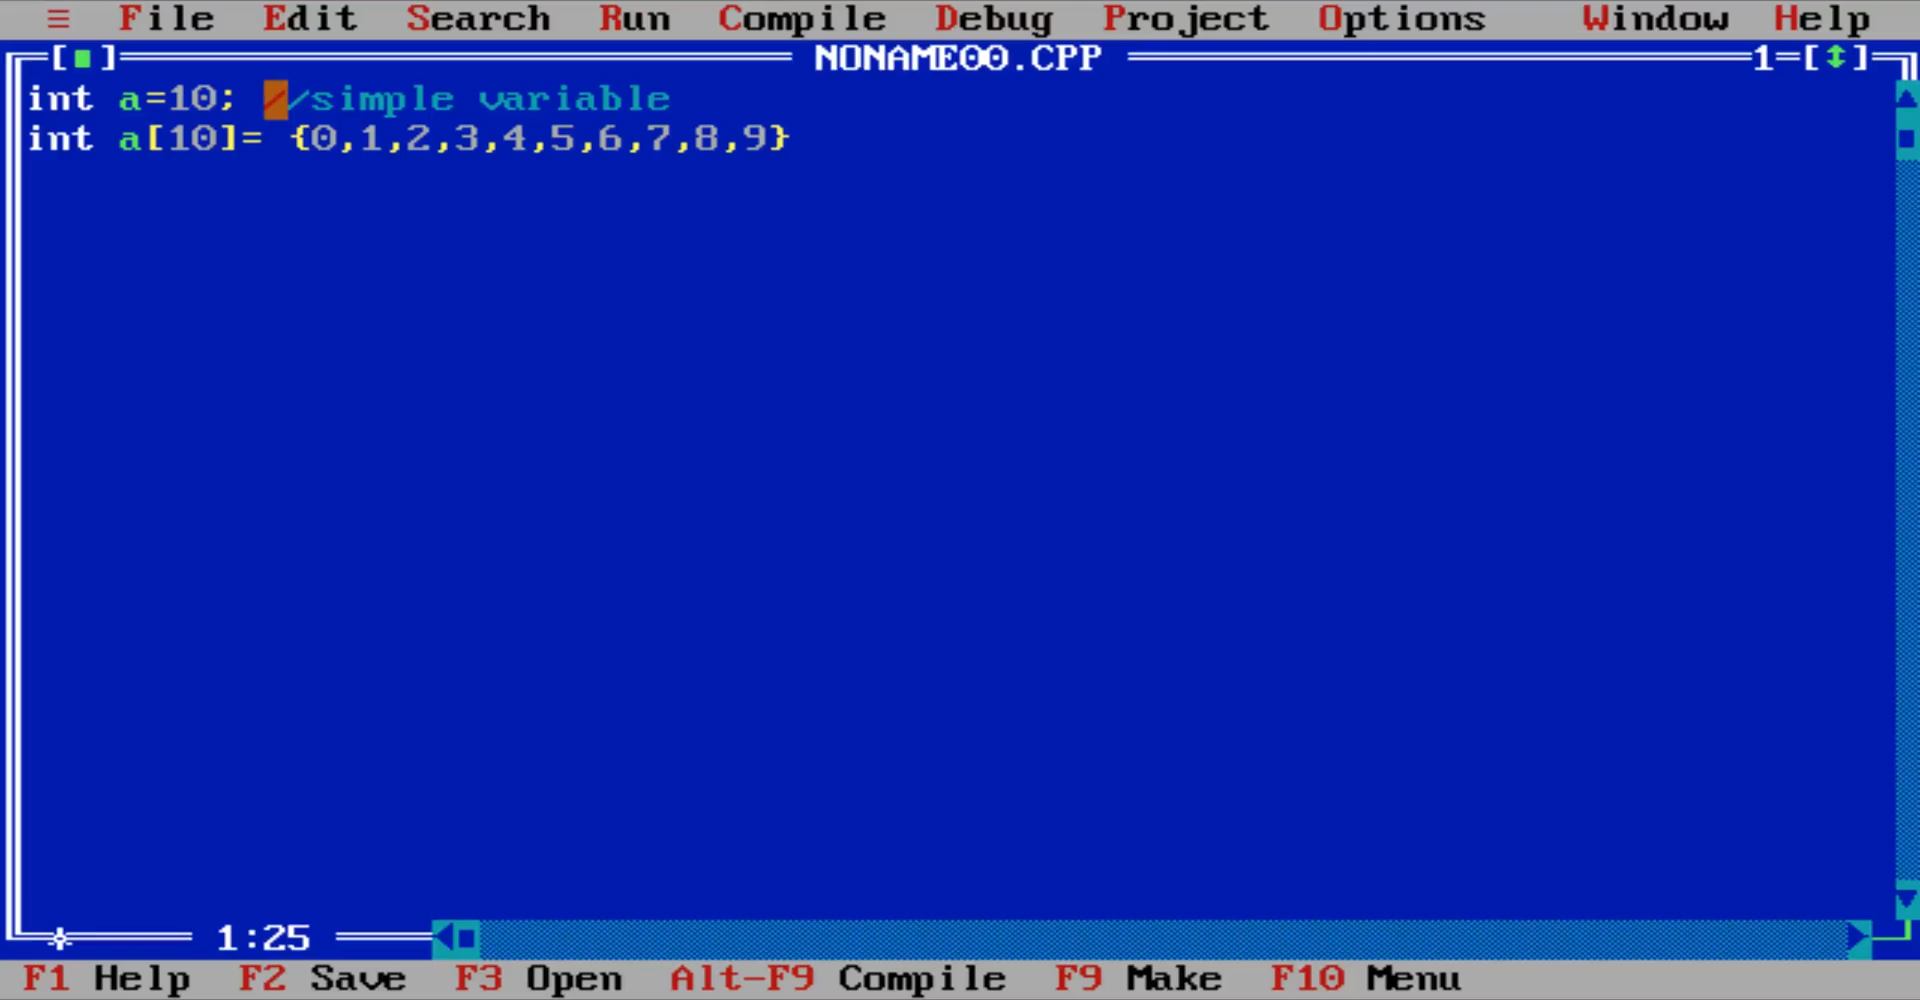 ≡ File Edit Search Run Compile Debug Project Options Window Help
[■] NONAME00.CPP 1=[↕]
int a=10; //simple variable
int a[10]= {0,1,2,3,4,5,6,7,8,9}
1:25
F1 Help F2 Save F3 Open Alt-F9 Compile F9 Make F10 Menu